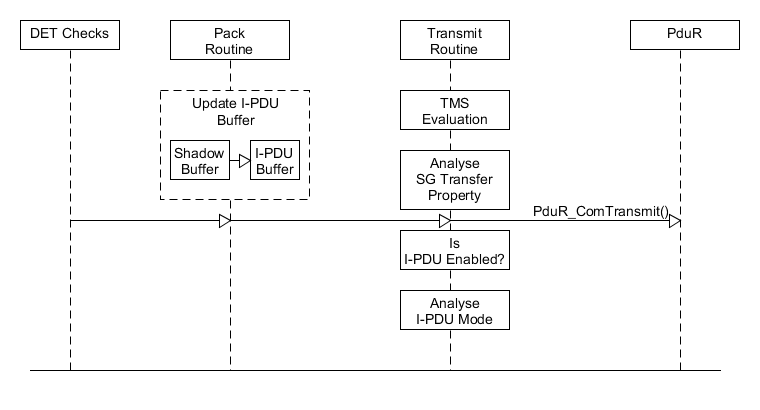 DET Checks
Pack
Routine
Transmit
Routine
PduR
Update I-PDU
Buffer
Shadow
Buffer
I-PDU
Buffer
TMS
Evaluation
Analyse
SG Transfer
Property
PduR_ComTransmit()
Is
I-PDU Enabled?
Analyse
I-PDU Mode